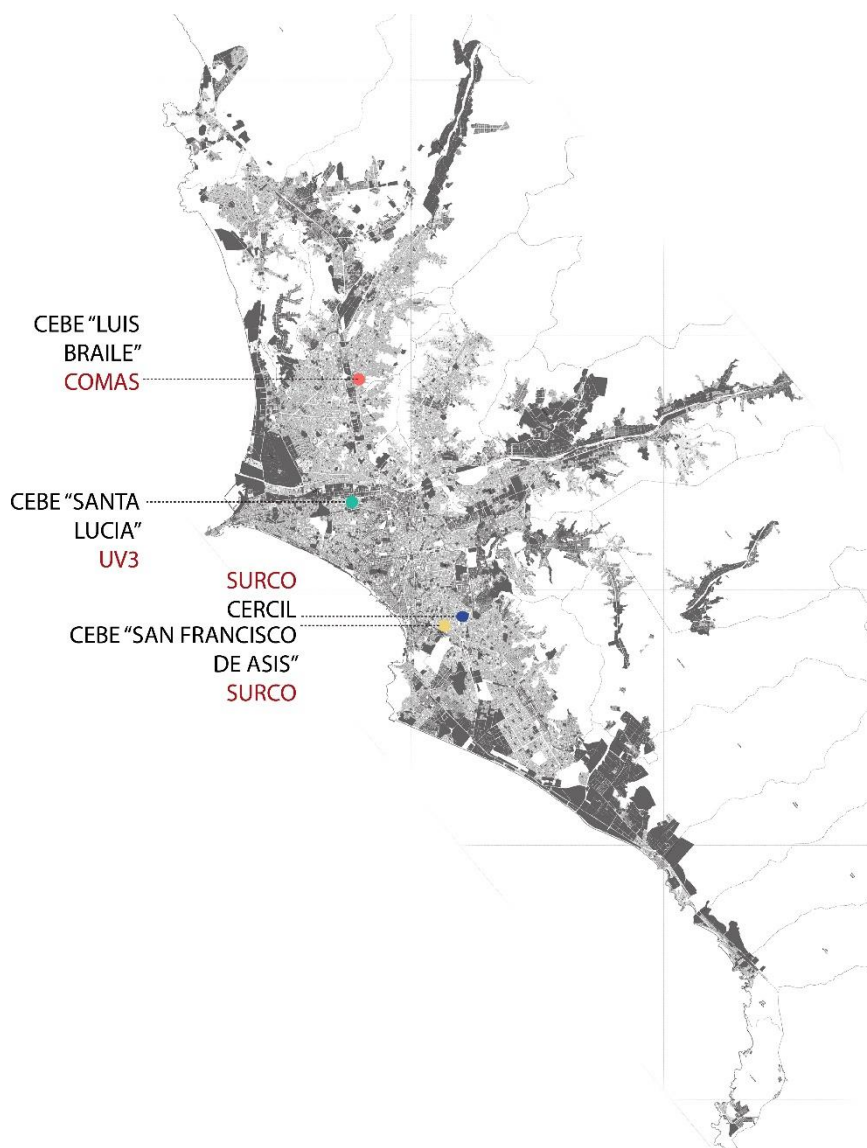 CEBE “LUIS
BRAILE”
COMAS
CEBE “SANTA
LUCIA”
UV3
SURCO
CERCIL
CEBE “SAN FRANCISCO
DE ASIS”
SURCO